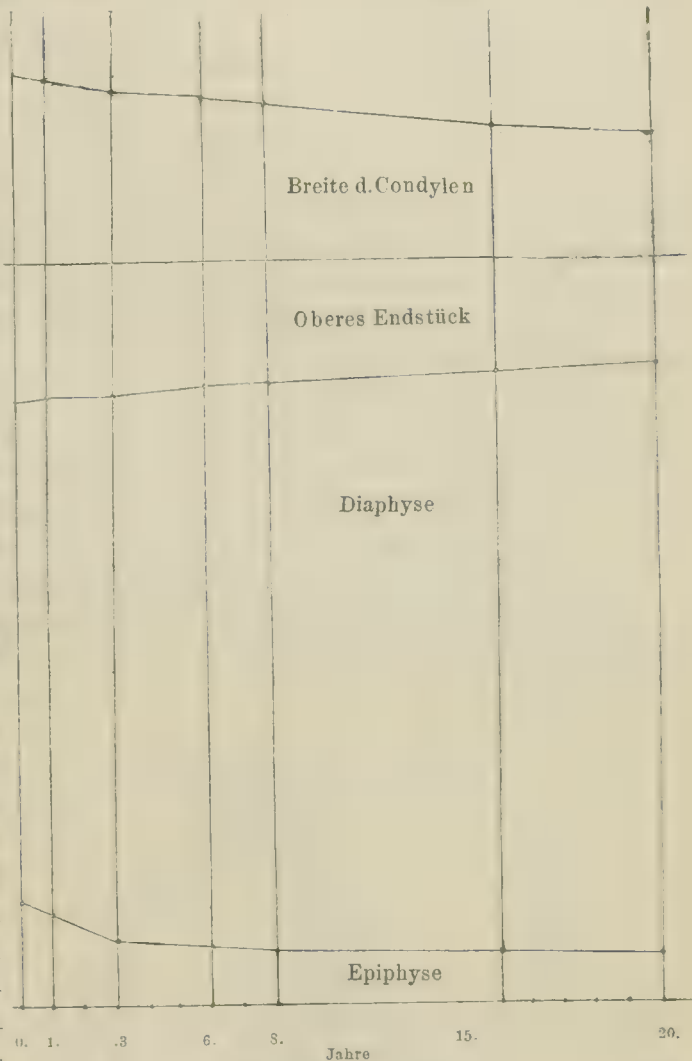 Breite d. Condylen
Oberes Endstück
Diaphyse
Epiphyse
0. 1. .3 6. 8. 15. 20.
Jahre